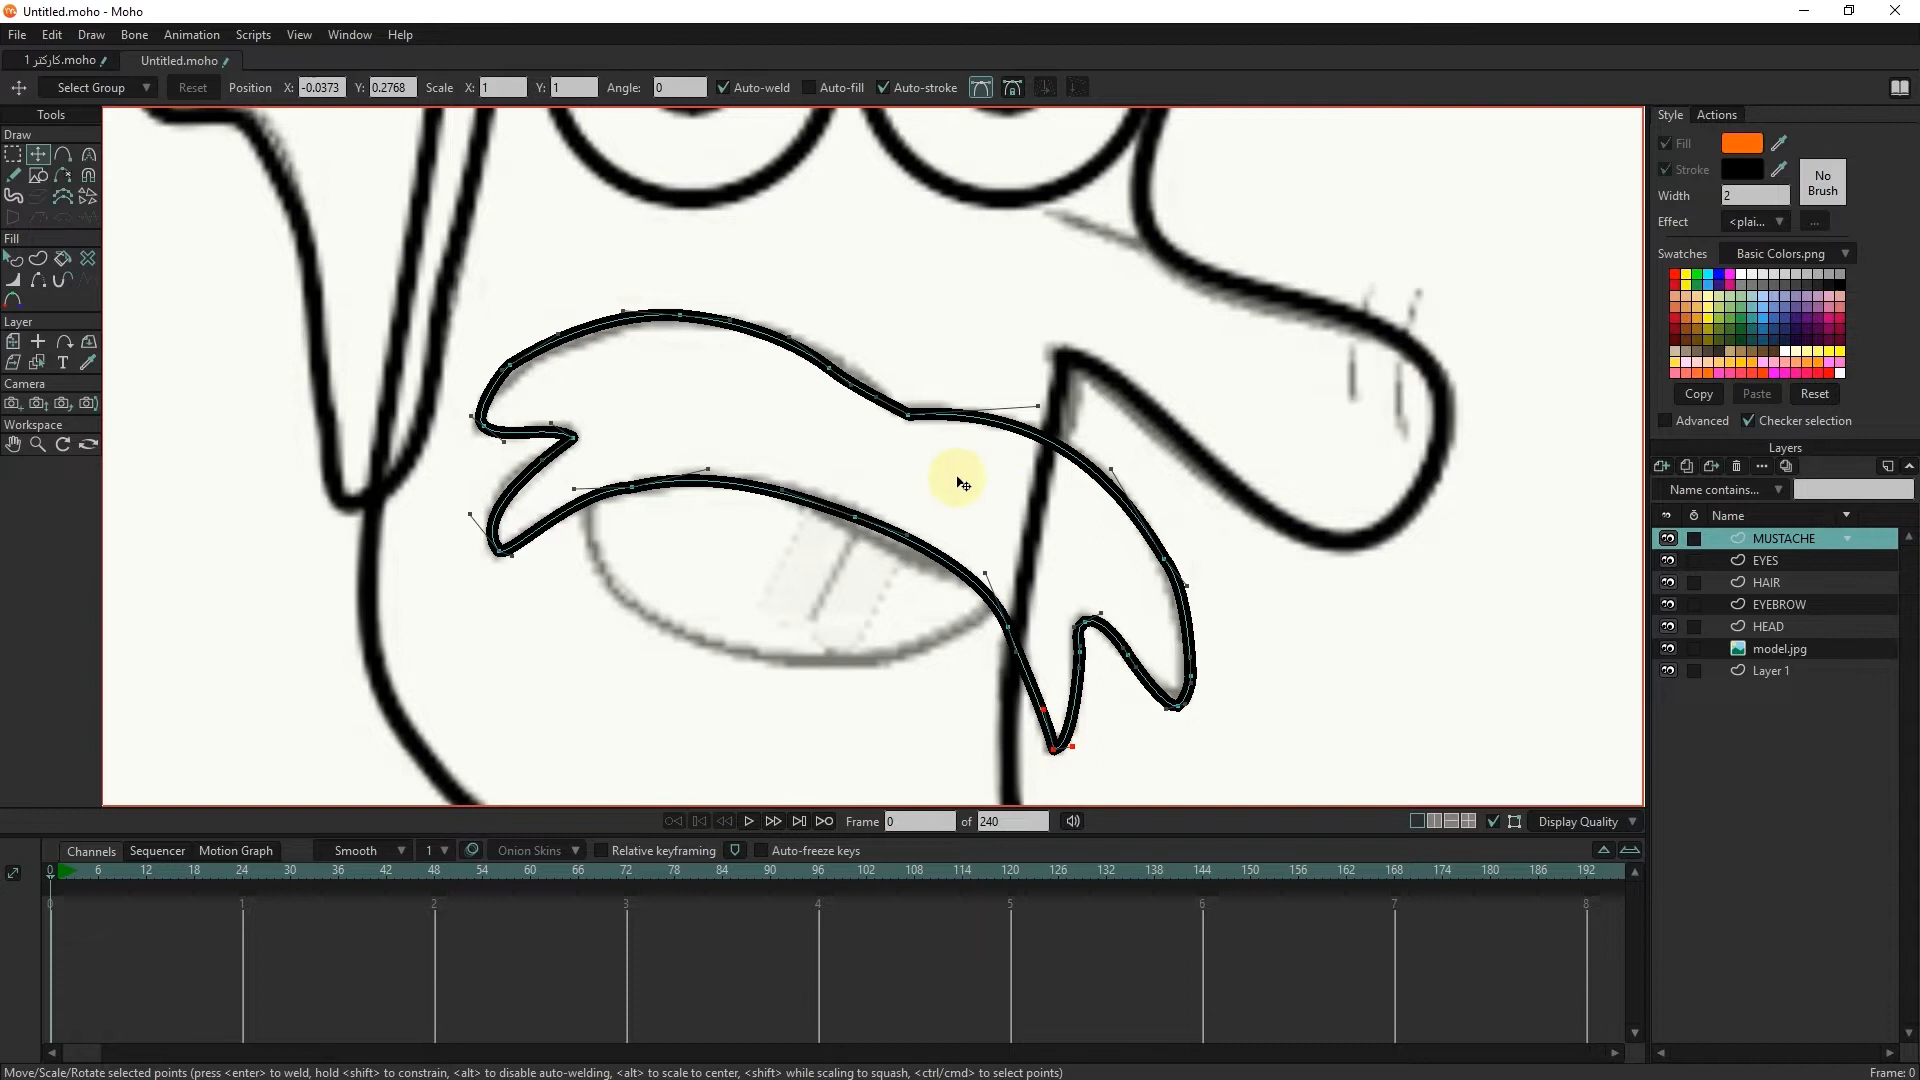 Untitled.moho - Moho
File Edit Draw Bone Animation Scripts View Window Help
کارکتر 1.moho Untitled.moho
Select Group Reset Position X: -0.0373 Y: 0.2768 Scale X: 1 Y: 1 Angle: 0 Auto-weld Auto-fill Auto-stroke
Tools
Draw
Fill
Layer
Camera
Workspace
Style Actions
Fill
Stroke
No Brush
Width 2
Effect <plai... ...
Swatches Basic Colors.png
Copy Paste Reset
Advanced Checker selection
Layers
Name contains...
Name
MUSTACHE
EYES
HAIR
EYEBROW
HEAD
model.jpg
Layer 1
Frame 0 of 240 Display Quality
Channels Sequencer Motion Graph Smooth 1 Onion Skins Relative keyframing Auto-freeze keys
0 6 12 18 24 30 36 42 48 54 60 66 72 78 84 90 96 102 108 114 120 126 132 138 144 150 156 162 168 174 180 186 192
0 1 2 3 4 5 6 7 8
Move/Scale/Rotate selected points (press <enter> to weld, hold <shift> to constrain, <alt> to disable auto-welding, <alt> to scale to center, <shift> while scaling to squash, <ctrl/cmd> to select points) Frame: 0